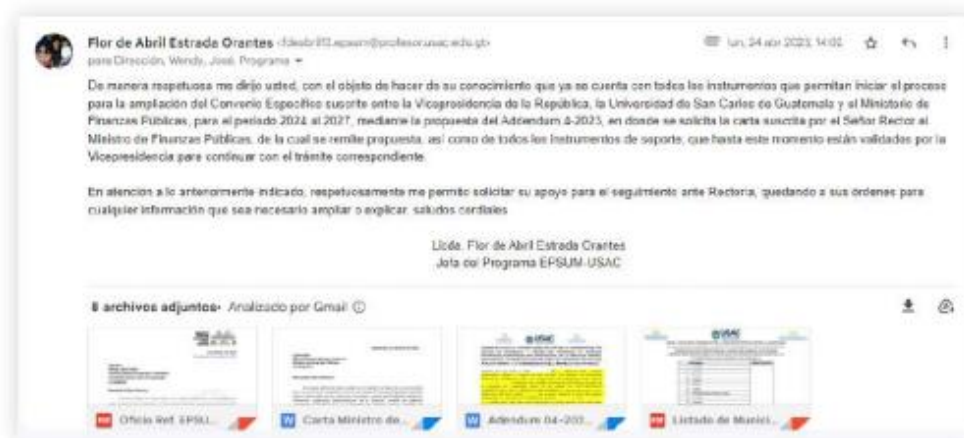 Flor de Abril Estrada Orantes
lun, 24 abr 2023, 14:02
para Dirección, Wendy, José, Programa
De manera respetuosa me dirijo usted, con el objeto de hacer de su conocimiento que ya se cuenta con todos los instrumentos que permitan iniciar el proceso
para la ampliación del Convenio Específico suscrito entre la Vicepresidencia de la República, la Universidad de San Carlos de Guatemala y el Ministerio de
Finanzas Públicas, para el periodo 2024 al 2027, mediante la propuesta del Addendum 4-2023, en donde se solicita la carta suscrita por el Señor Rector al
Ministro de Finanzas Públicas, de la cual se remite propuesta, así como de todos los instrumentos de soporte, que hasta este momento están validados por la
Vicepresidencia para continuar con el trámite correspondiente.
En atención a lo anteriormente indicado, respetuosamente me permito solicitar su apoyo para el seguimiento ante Rectoría, quedando a sus órdenes para
cualquier información que sea necesario ampliar o explicar, saludos cordiales
Licda. Flor de Abril Estrada Orantes
Jefa del Programa EPSUM-USAC
8 archivos adjuntos• Analizado por Gmail
USAC
USAC
Oficio Ref. EPSU...
W Carta Ministro de...
W Addendum 04-202...
Listado de Munici...